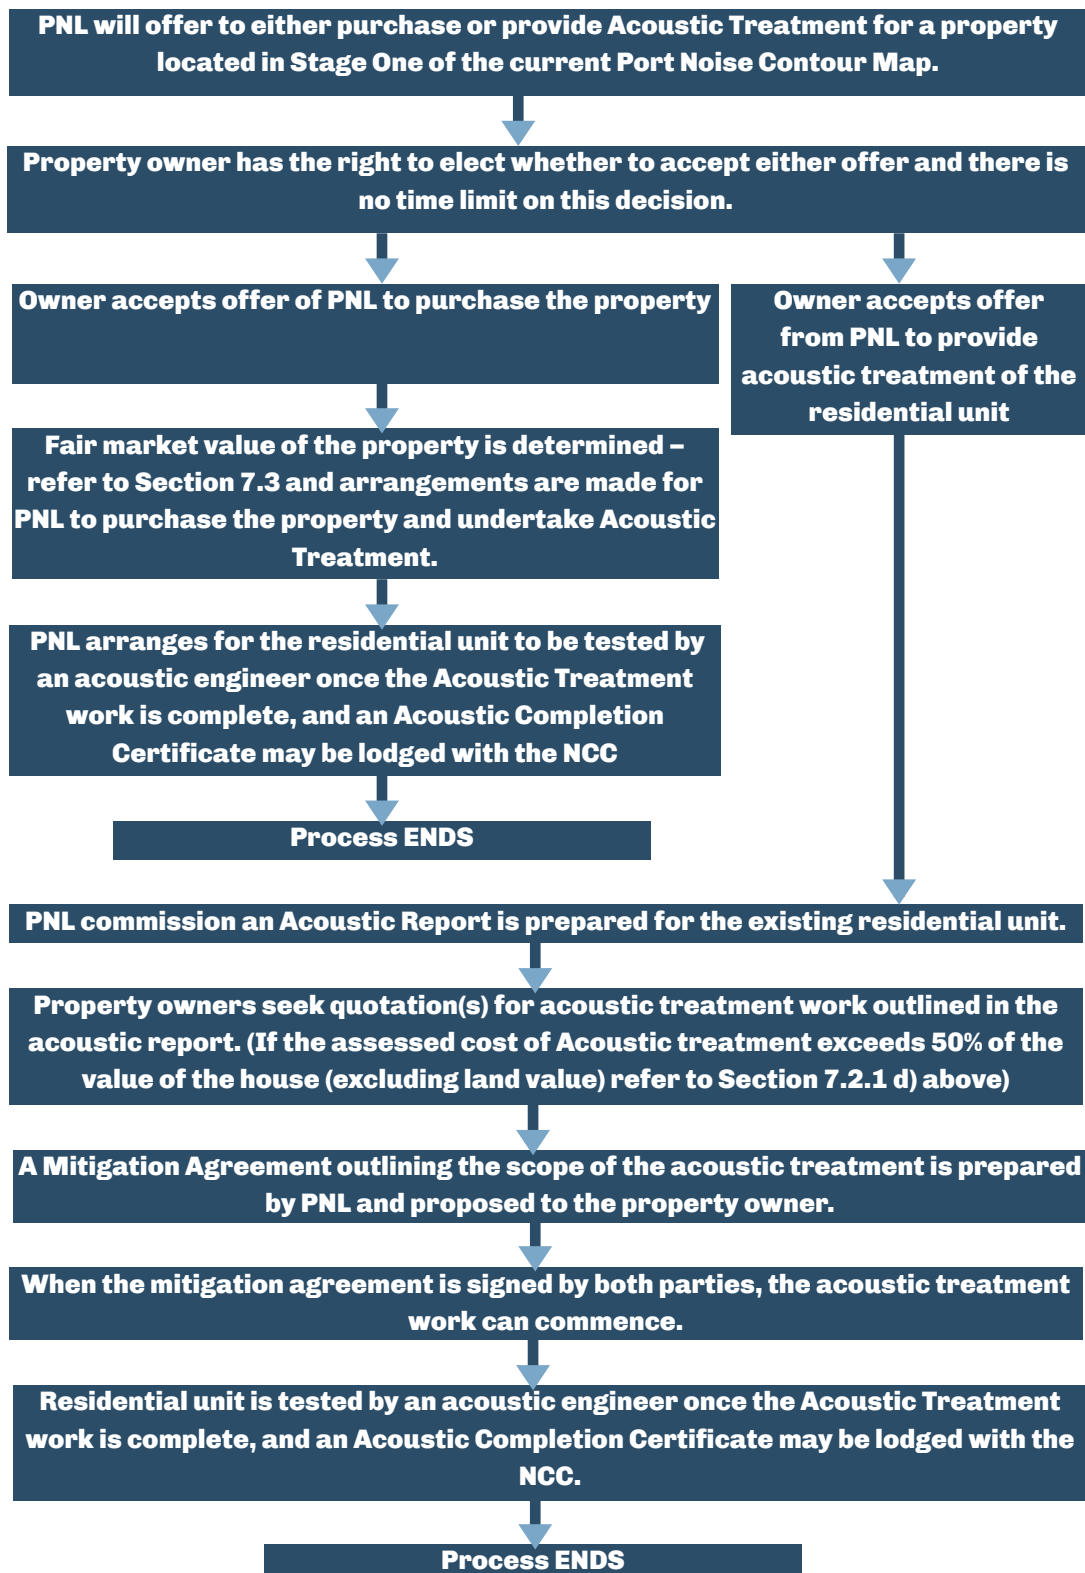 PNL will offer to either purchase or provide Acoustic Treatment for a property
located in Stage One of the current Port Noise Contour Map.
Property owner has the right to elect whether to accept either offer and there is
no time limit on this decision.
Owner accepts offer of PNL to purchase the property
Owner accepts offer
from PNL to provide
acoustic treatment of the
residential unit
Fair market value of the property is determined –
refer to Section 7.3 and arrangements are made for
PNL to purchase the property and undertake Acoustic
Treatment.
PNL arranges for the residential unit to be tested by
an acoustic engineer once the Acoustic Treatment
work is complete, and an Acoustic Completion
Certificate may be lodged with the NCC
Process ENDS
PNL commission an Acoustic Report is prepared for the existing residential unit.
Property owners seek quotation(s) for acoustic treatment work outlined in the
acoustic report. (If the assessed cost of Acoustic treatment exceeds 50% of the
value of the house (excluding land value) refer to Section 7.2.1 d) above)
A Mitigation Agreement outlining the scope of the acoustic treatment is prepared
by PNL and proposed to the property owner.
When the mitigation agreement is signed by both parties, the acoustic treatment
work can commence.
Residential unit is tested by an acoustic engineer once the Acoustic Treatment
work is complete, and an Acoustic Completion Certificate may be lodged with the
NCC.
Process ENDS